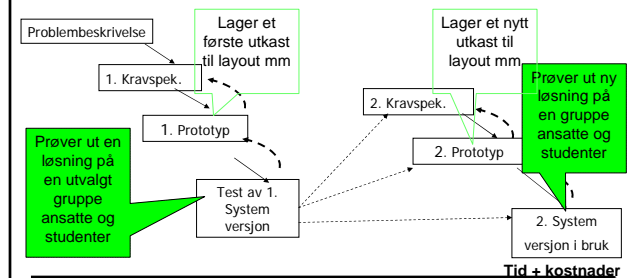 Problembeskrivelse
Lager et
første utkast
til layout mm
1. Kravspek.
1. Prototyp
Prøver ut en
løsning på
en utvalgt
gruppe
ansatte og
studenter
Test av 1.
System
versjon
Lager et nytt
utkast til
layout mm
2. Kravspek.
2. Prototyp
Prøver ut ny
løsning på
en gruppe
ansatte og
studenter
2. System
versjon i bruk
Tid + kostnader